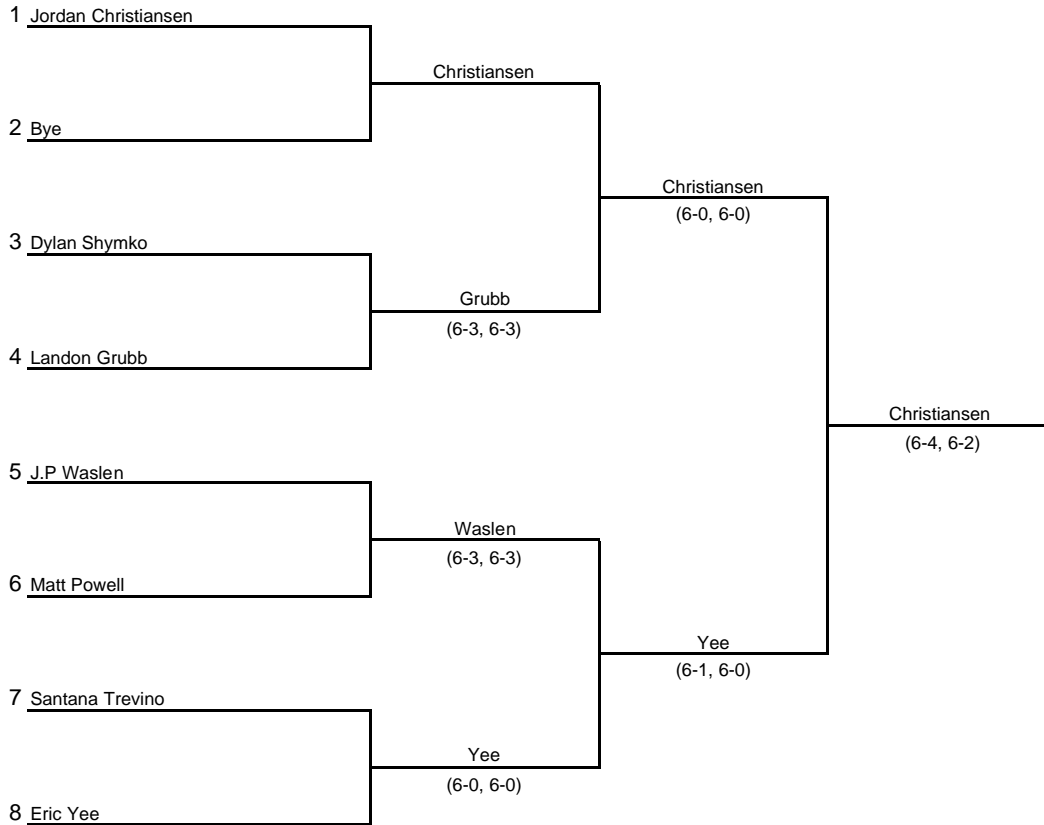 1 Jordan Christiansen
Christiansen
2 Bye
Christiansen
(6-0, 6-0)
3 Dylan Shymko
Grubb
(6-3, 6-3)
4 Landon Grubb
Christiansen
(6-4, 6-2)
5 J.P Waslen
Waslen
(6-3, 6-3)
6 Matt Powell
Yee
(6-1, 6-0)
7 Santana Trevino
Yee
(6-0, 6-0)
8 Eric Yee